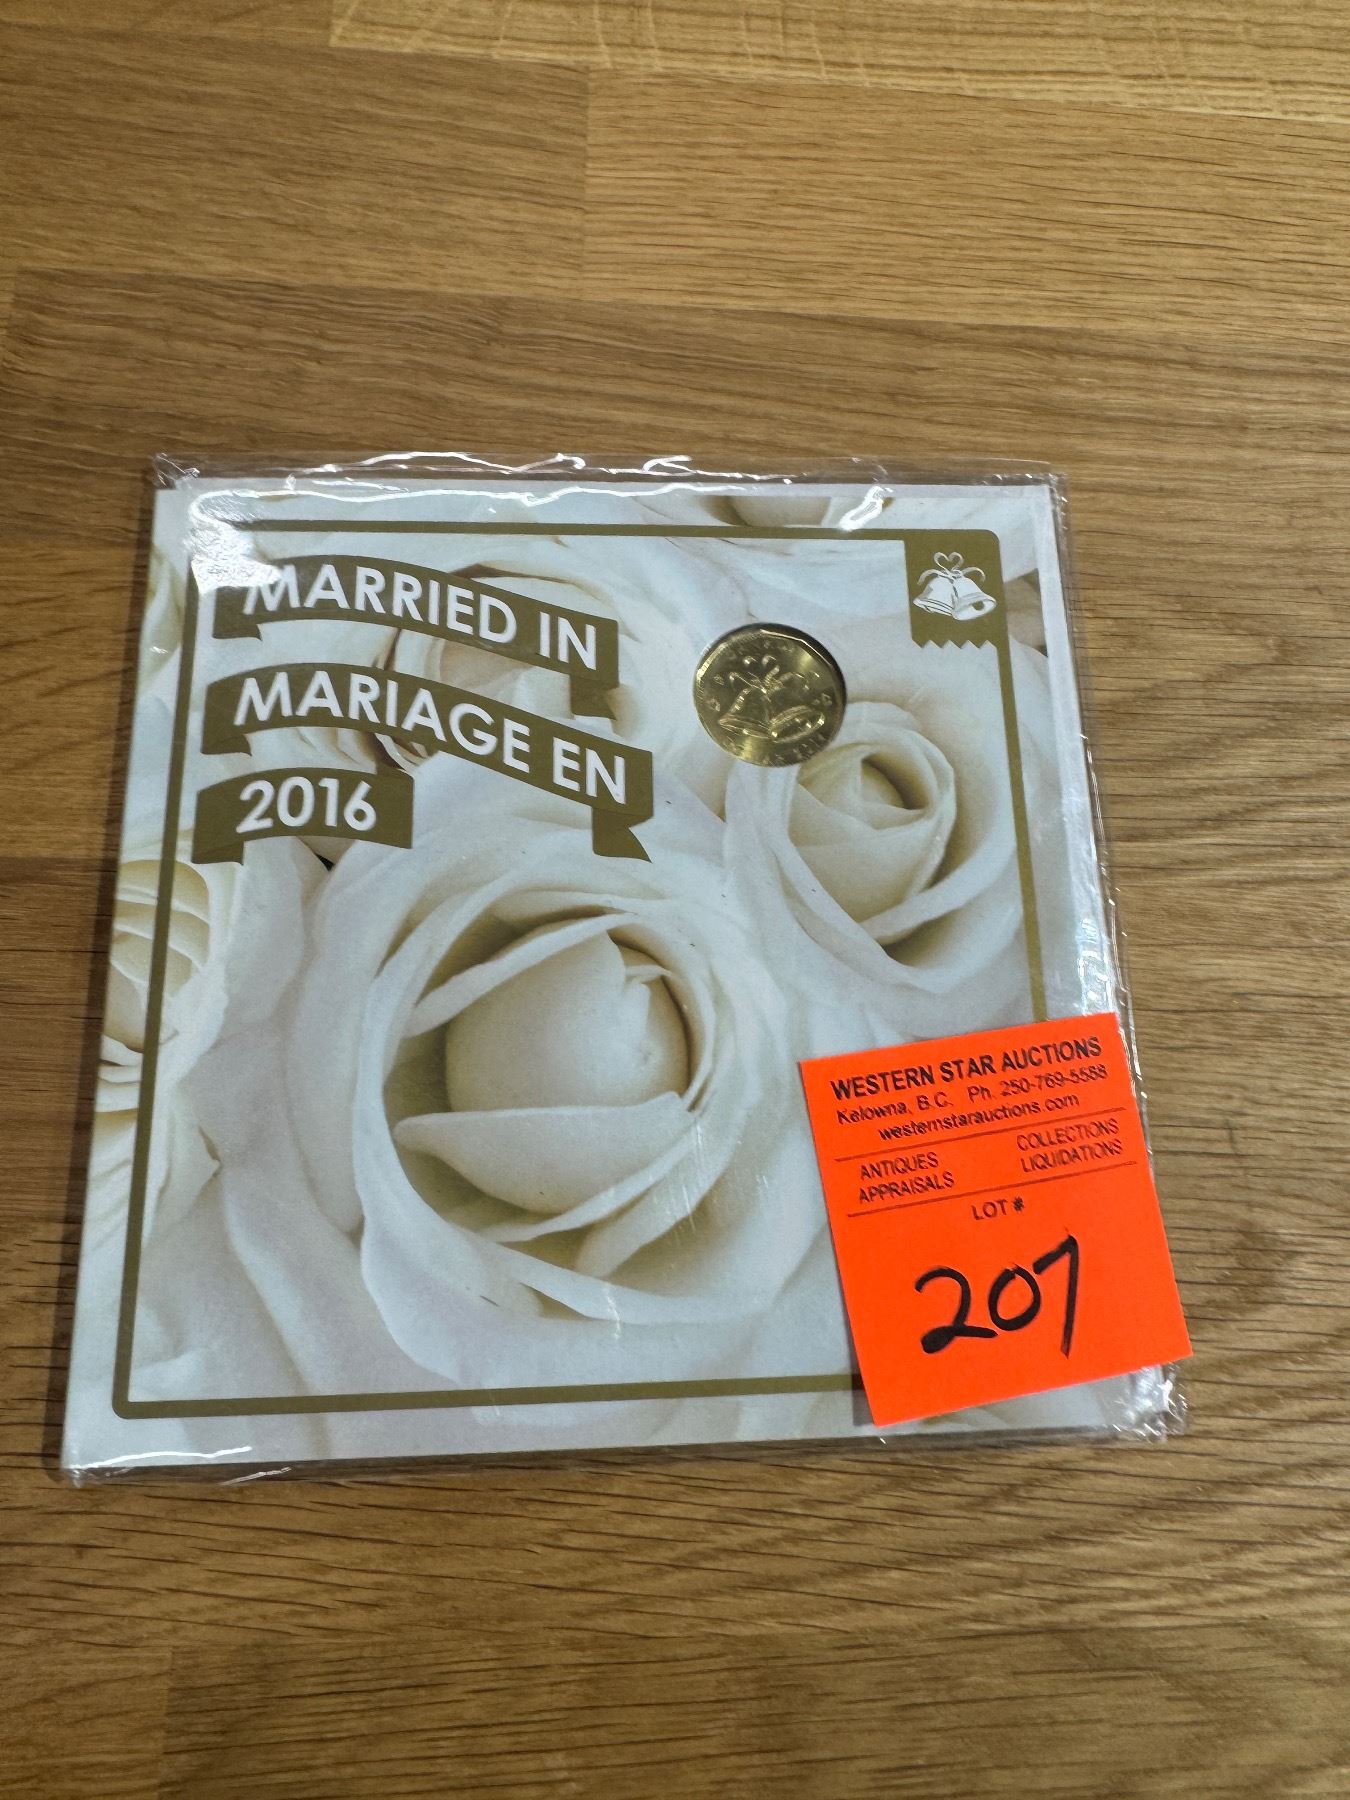 MARRIED IN
MARIAGE EN
2016
WESTERN STAR AUCTIONS
Kelowna, B.C. Ph. 250-769-5588
westernstarauctions.com
ANTIQUES COLLECTIONS
APPRAISALS LIQUIDATIONS
LOT #
207